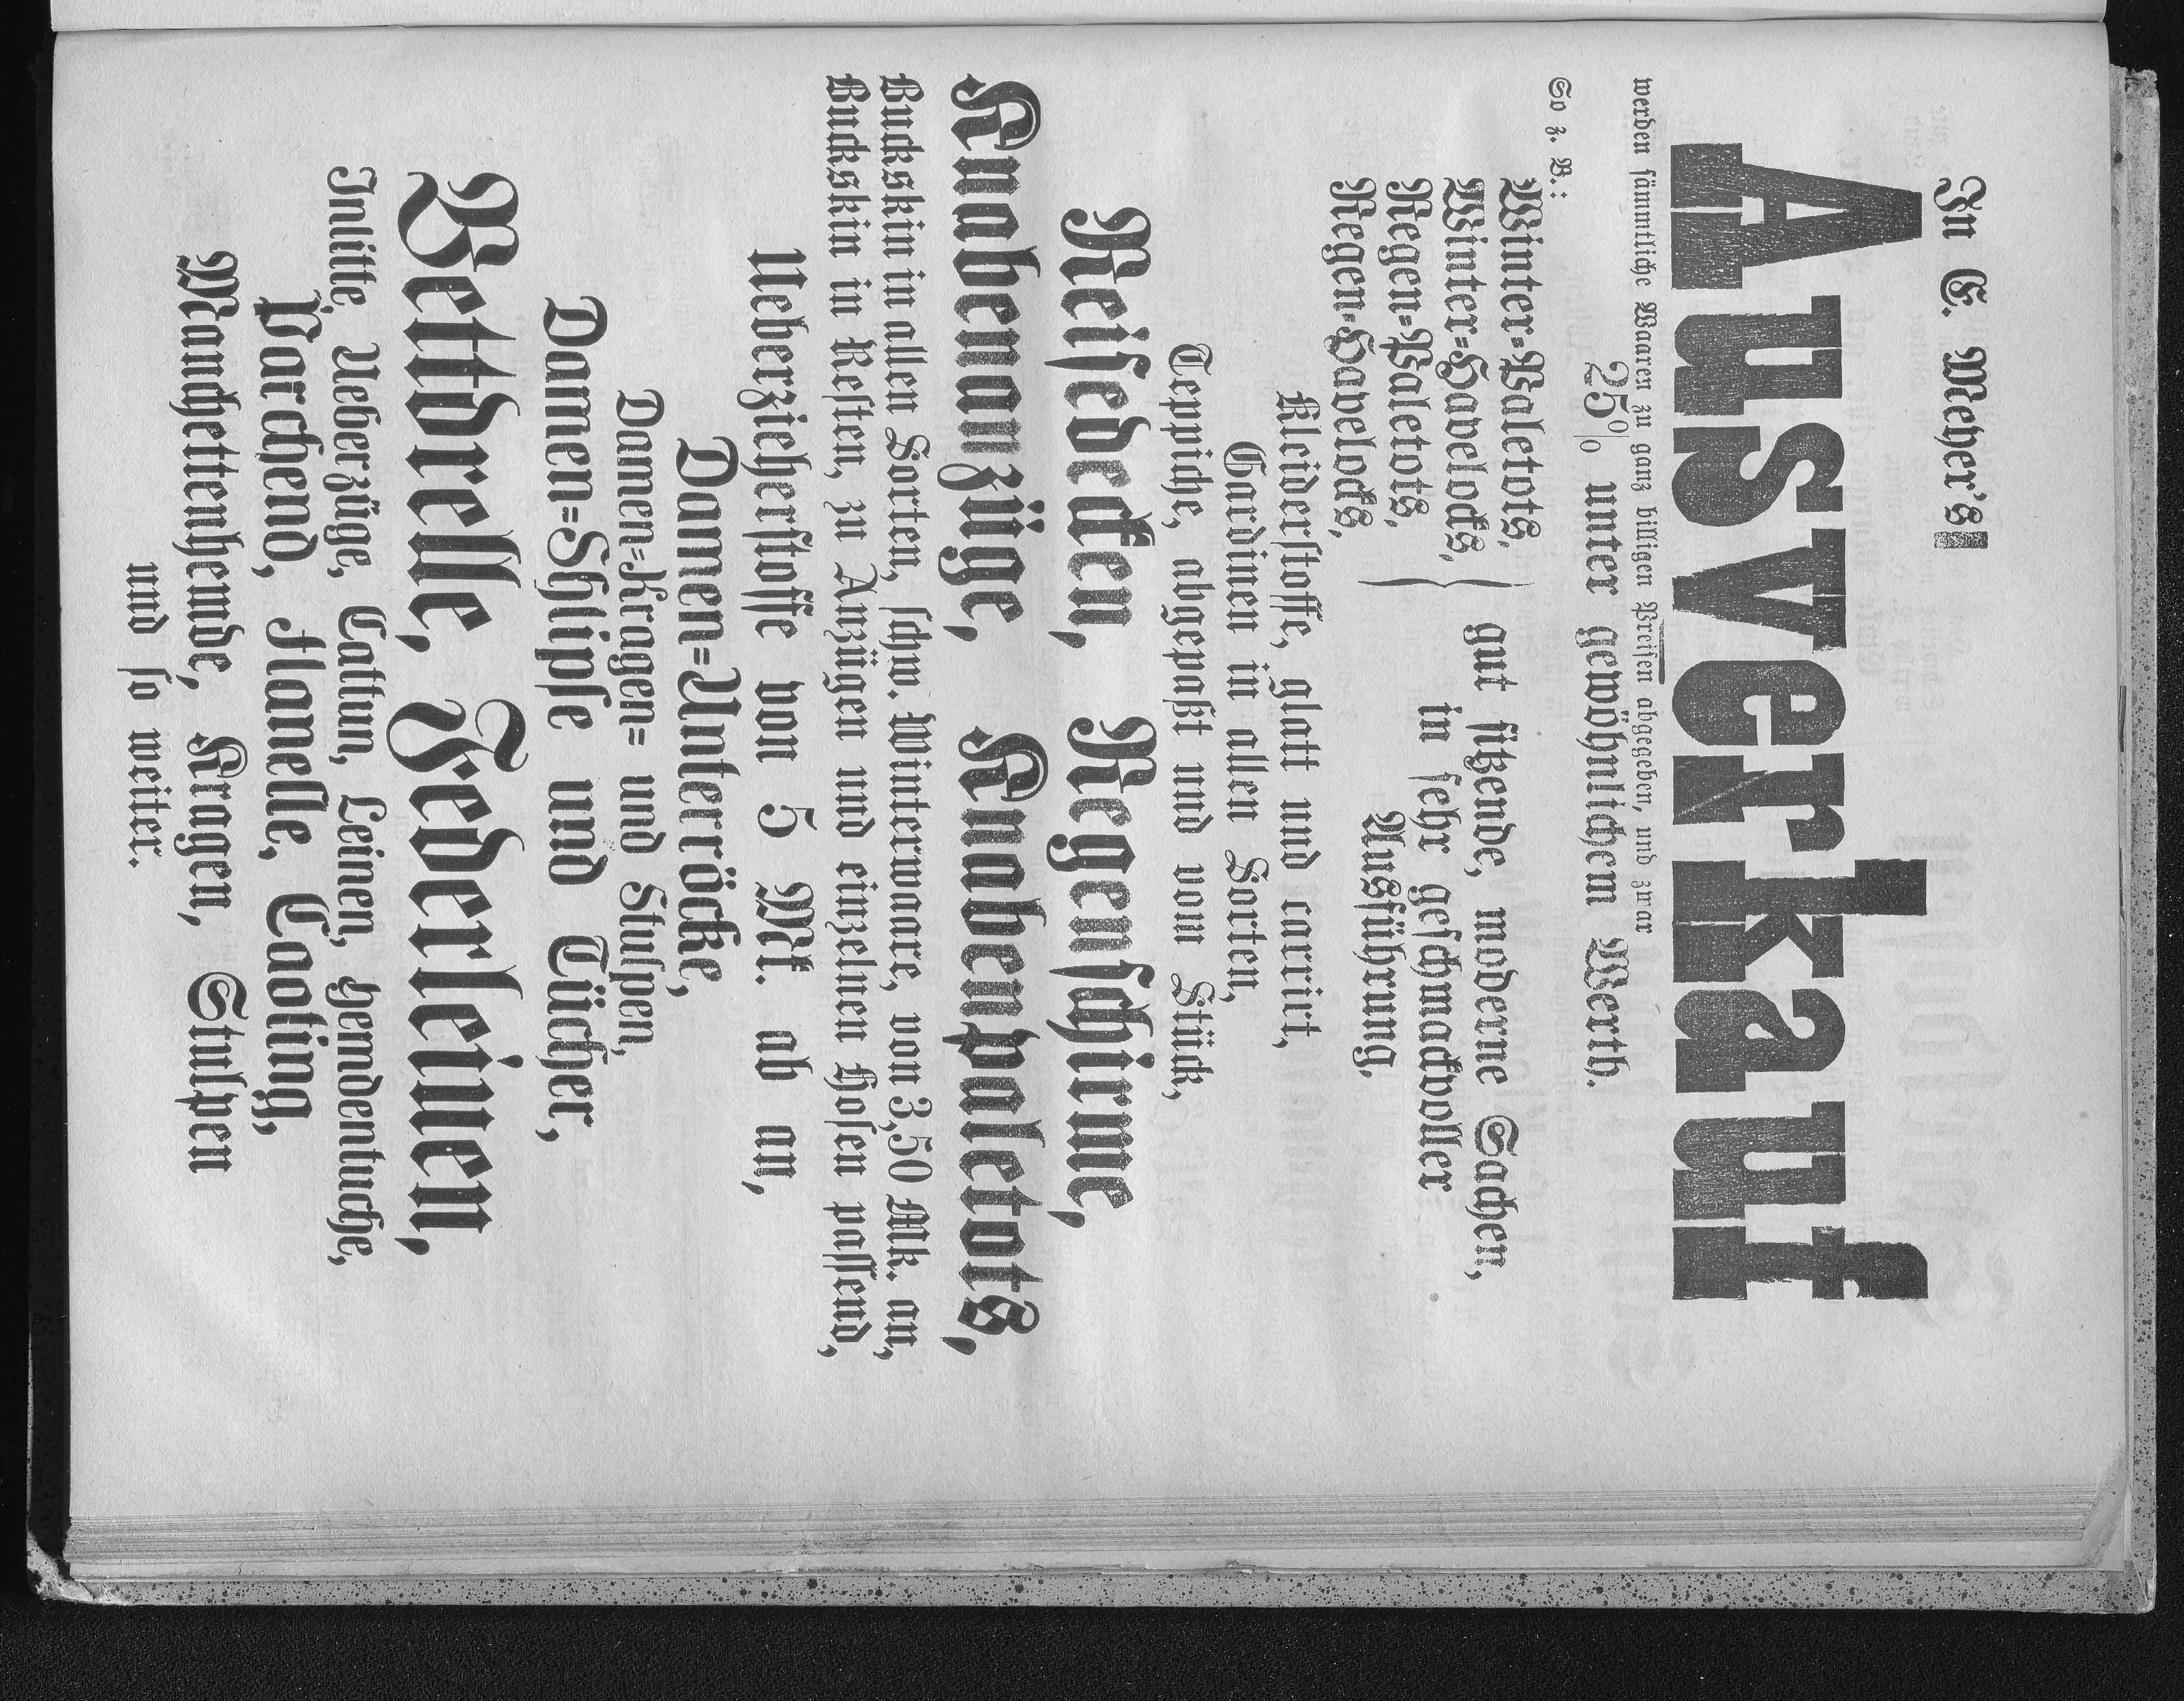 In C. Meyer's
Ausverkauf
werden sämmtliche Waaren zu ganz billigen Preisen abgegeben, und zwar
25% unter gewöhnlichem Werth.
So z. B.:
Winter=Paletots,
Winter=Havelocks,
Regen=Paletots,
Regen=Havelocks,
gut sitzende, moderne Sachen,
in sehr geschmackvoller
Ausführung.
Kleiderstoffe, glatt und carrirt,
Gardinen in allen Sorten,
Teppiche, abgepaßt und vom Stück,
Reisedecken, Regenschirme,
Knabenanzüge, Knabenpaletots,
Buckskin in allen Sorten, schw. Winterwaare, von 3,50 Mk. an,
Buckskin in Resten, zu Anzügen und einzelnen Hosen passend,
Ueberzieherstoffe von 5 Mk. ab an,
Damen=Unterröcke,
Damen=Kragen= und Stulpen,
Damen=Shlipse und Tücher,
Bettdrelle, Federleinen,
Inlitte, Ueberzüge, Cattun, Leinen, Hemdentuche,
Parchend, Flanelle, Coating,
Manchettenhemde, Kragen, Stulpen
und so weiter.